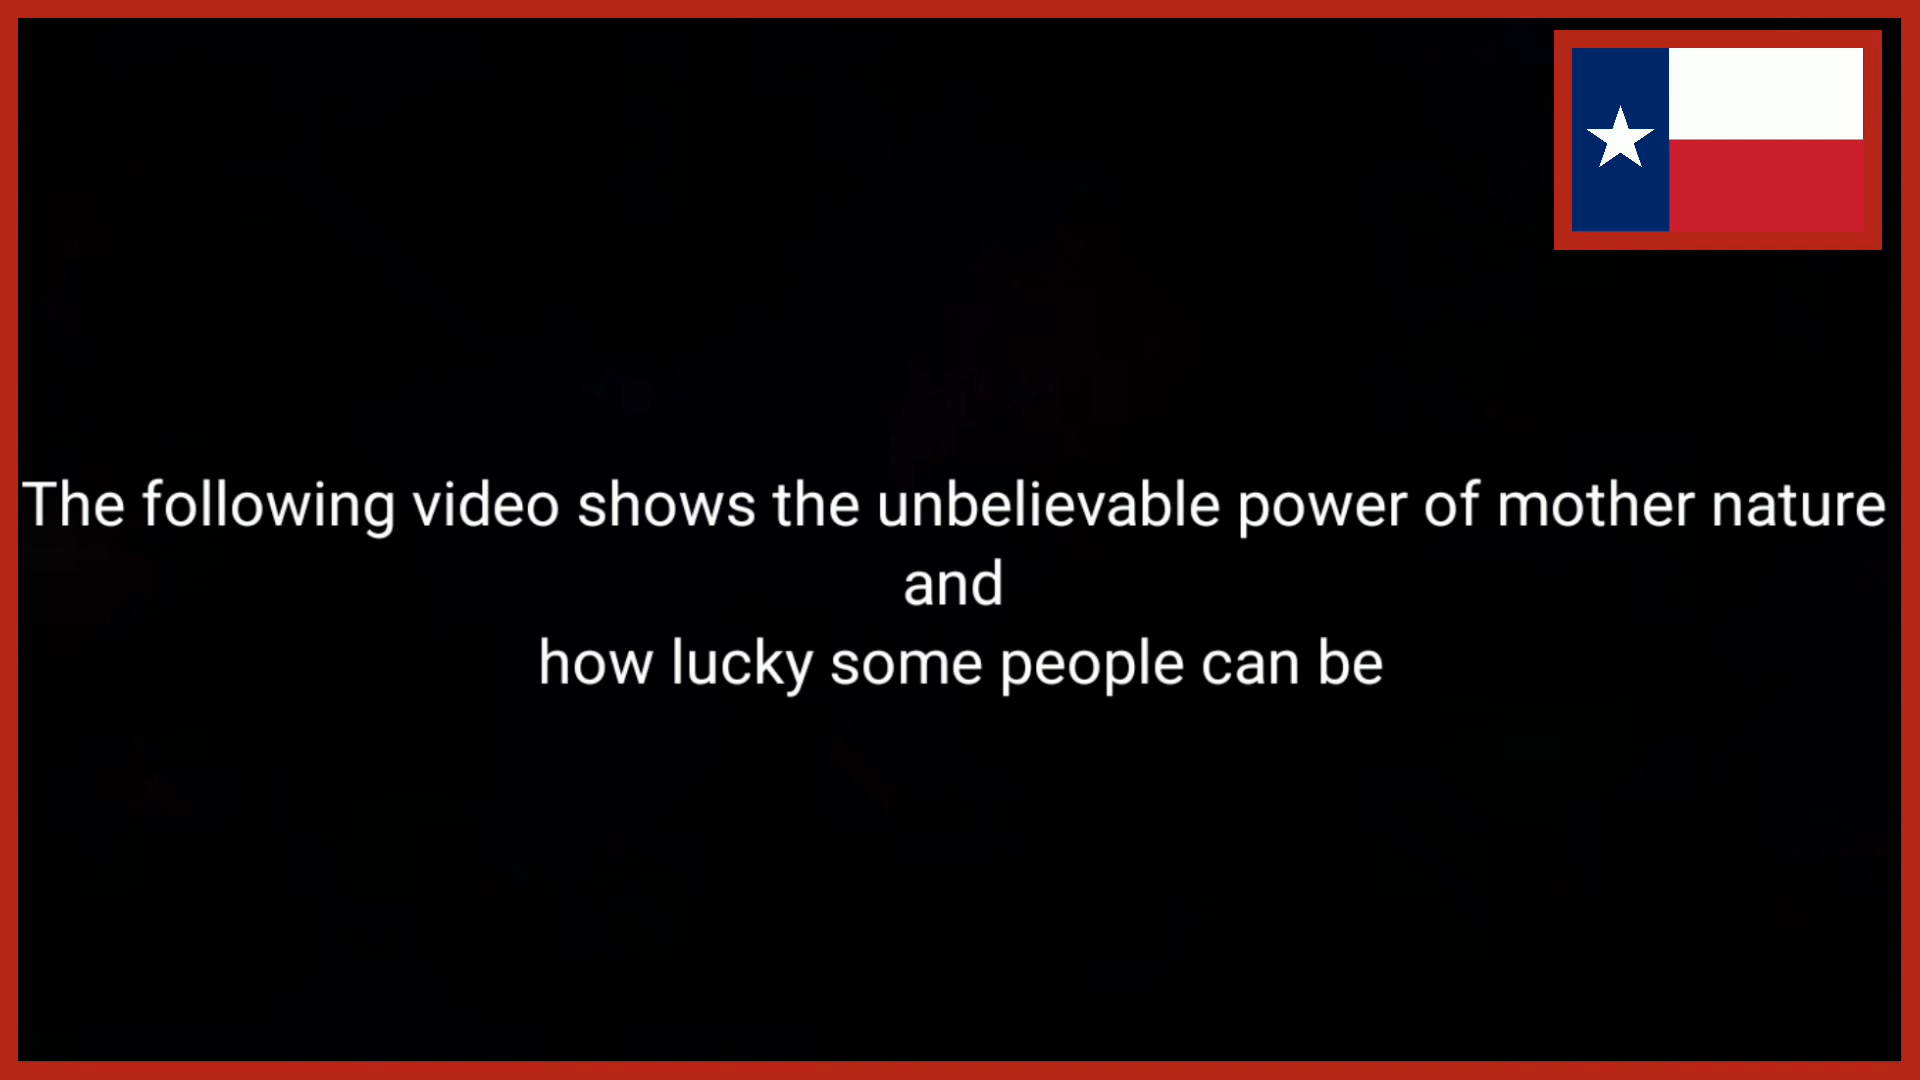 The following video shows the unbelievable power of mother nature
and
how lucky some people can be